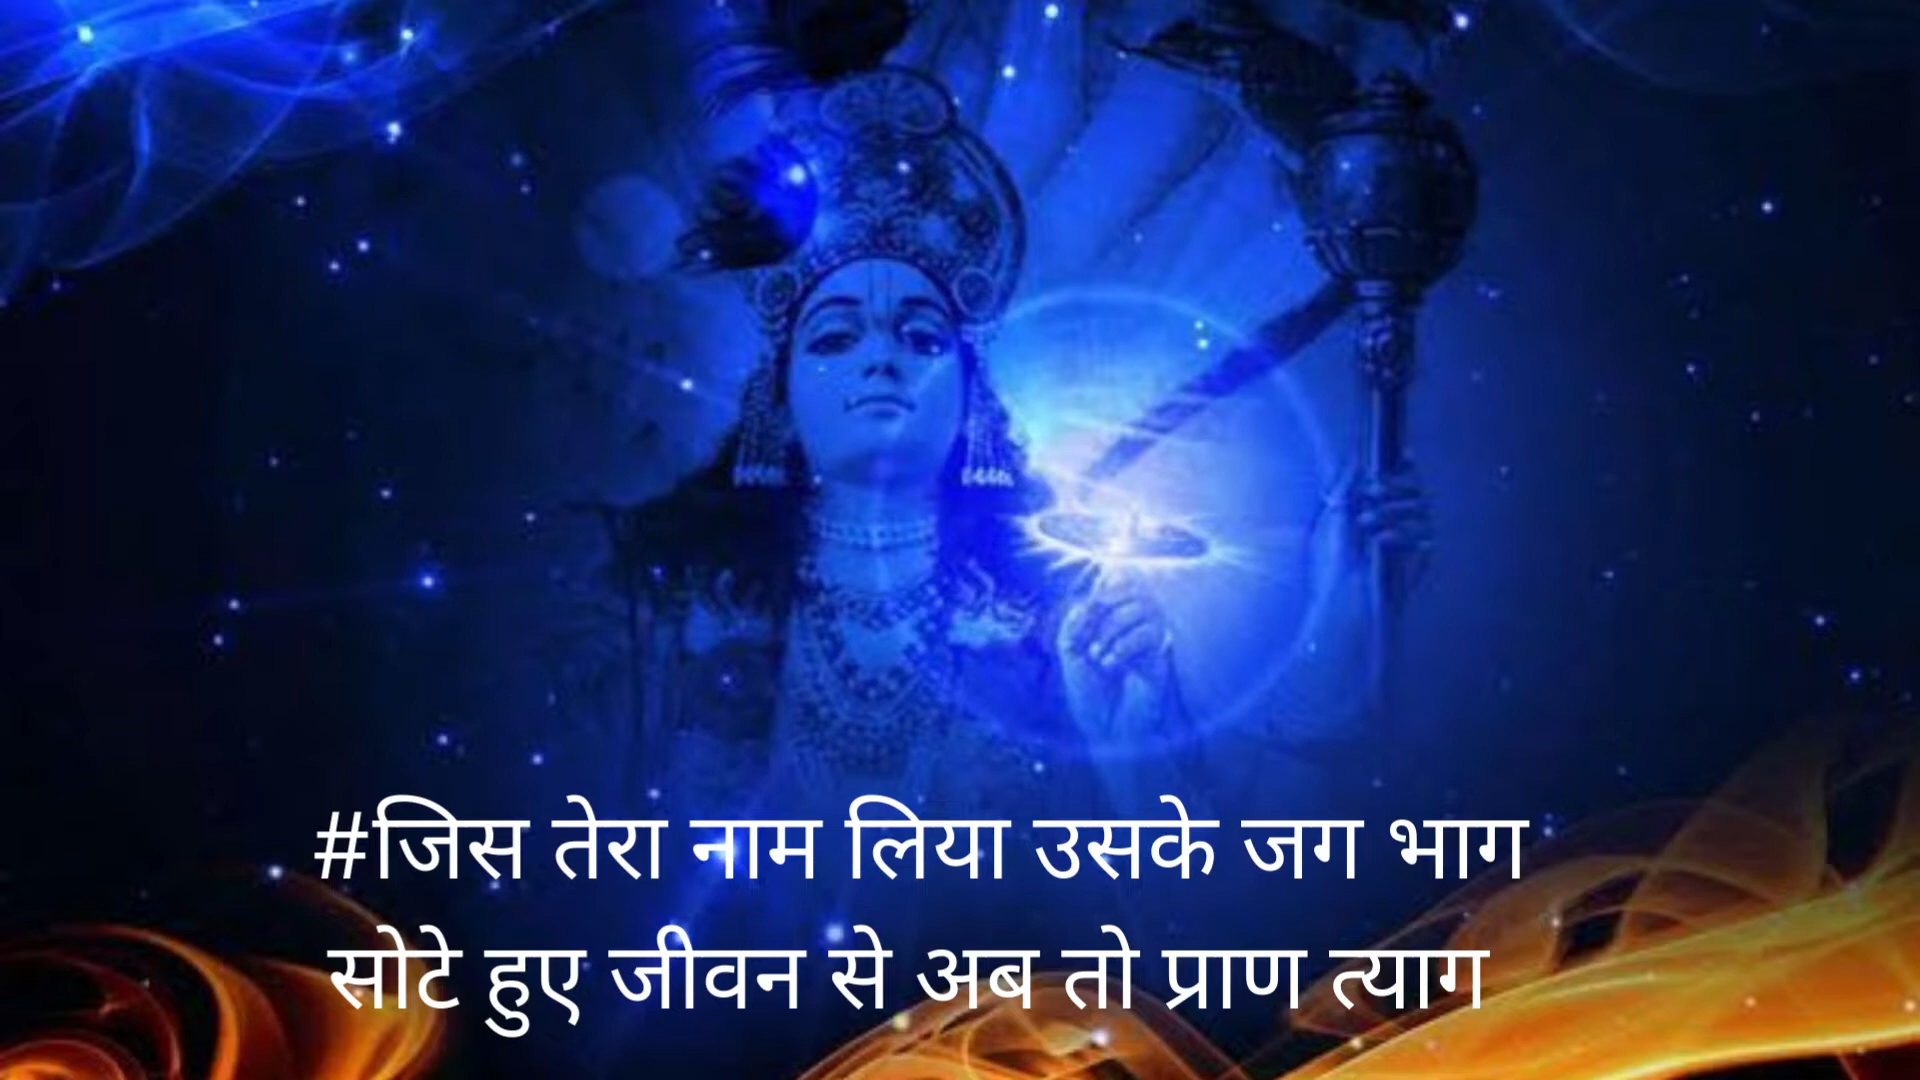 #जिस तेरा नाम लिया उसके जग भाग
सोटे हुए जीवन से अब तो प्राण त्याग